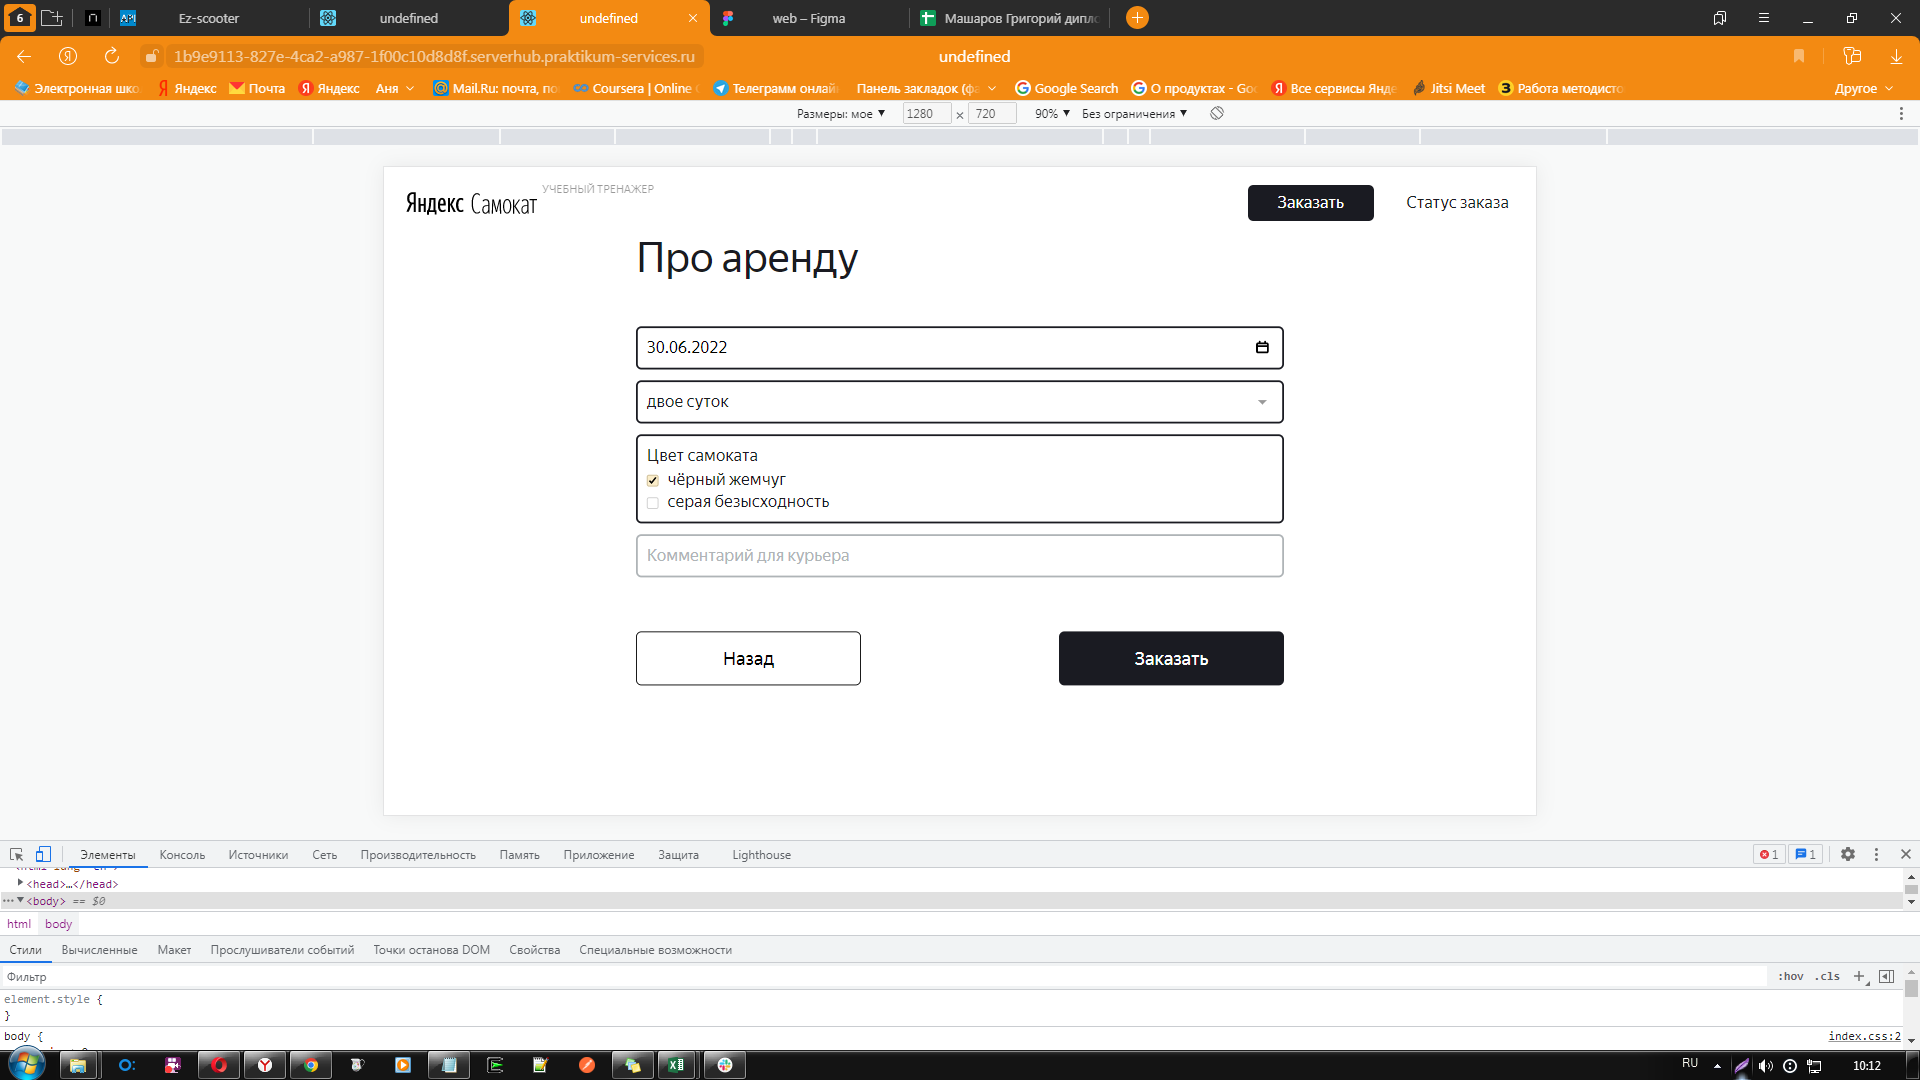 6
API
Ez-scooter
undefined
undefined
web – Figma
Машаров Григорий дипло
1b9e9113-827e-4ca2-a987-1f00c10d8d8f.serverhub.praktikum-services.ru
undefined
Электронная шко
Яндекс
Почта
Яндекс
Аня
Mail.Ru: почта, по
Coursera | Online
Телеграмм онлай
Панель закладок (фа
Google Search
О продуктах - Goo
Все сервисы Янде
Jitsi Meet
Работа методисто
Другое
Размеры: мое ▼ 1280 × 720 90% ▼ Без ограничения ▼
Яндекс Самокат
УЧЕБНЫЙ ТРЕНАЖЕР
Заказать
Статус заказа
Про аренду
30.06.2022
двое суток
Цвет самоката
чёрный жемчуг
серая безысходность
Комментарий для курьера
Назад
Заказать
Элементы Консоль Источники Сеть Производительность Память Приложение Защита Lighthouse
1 1
<head>…</head>
<body> == $0
html body
Стили Вычисленные Макет Прослушиватели событий Точки останова DOM Свойства Специальные возможности
Фильтр
:hov .cls
element.style {
}
body {
index.css:2
RU
10:12